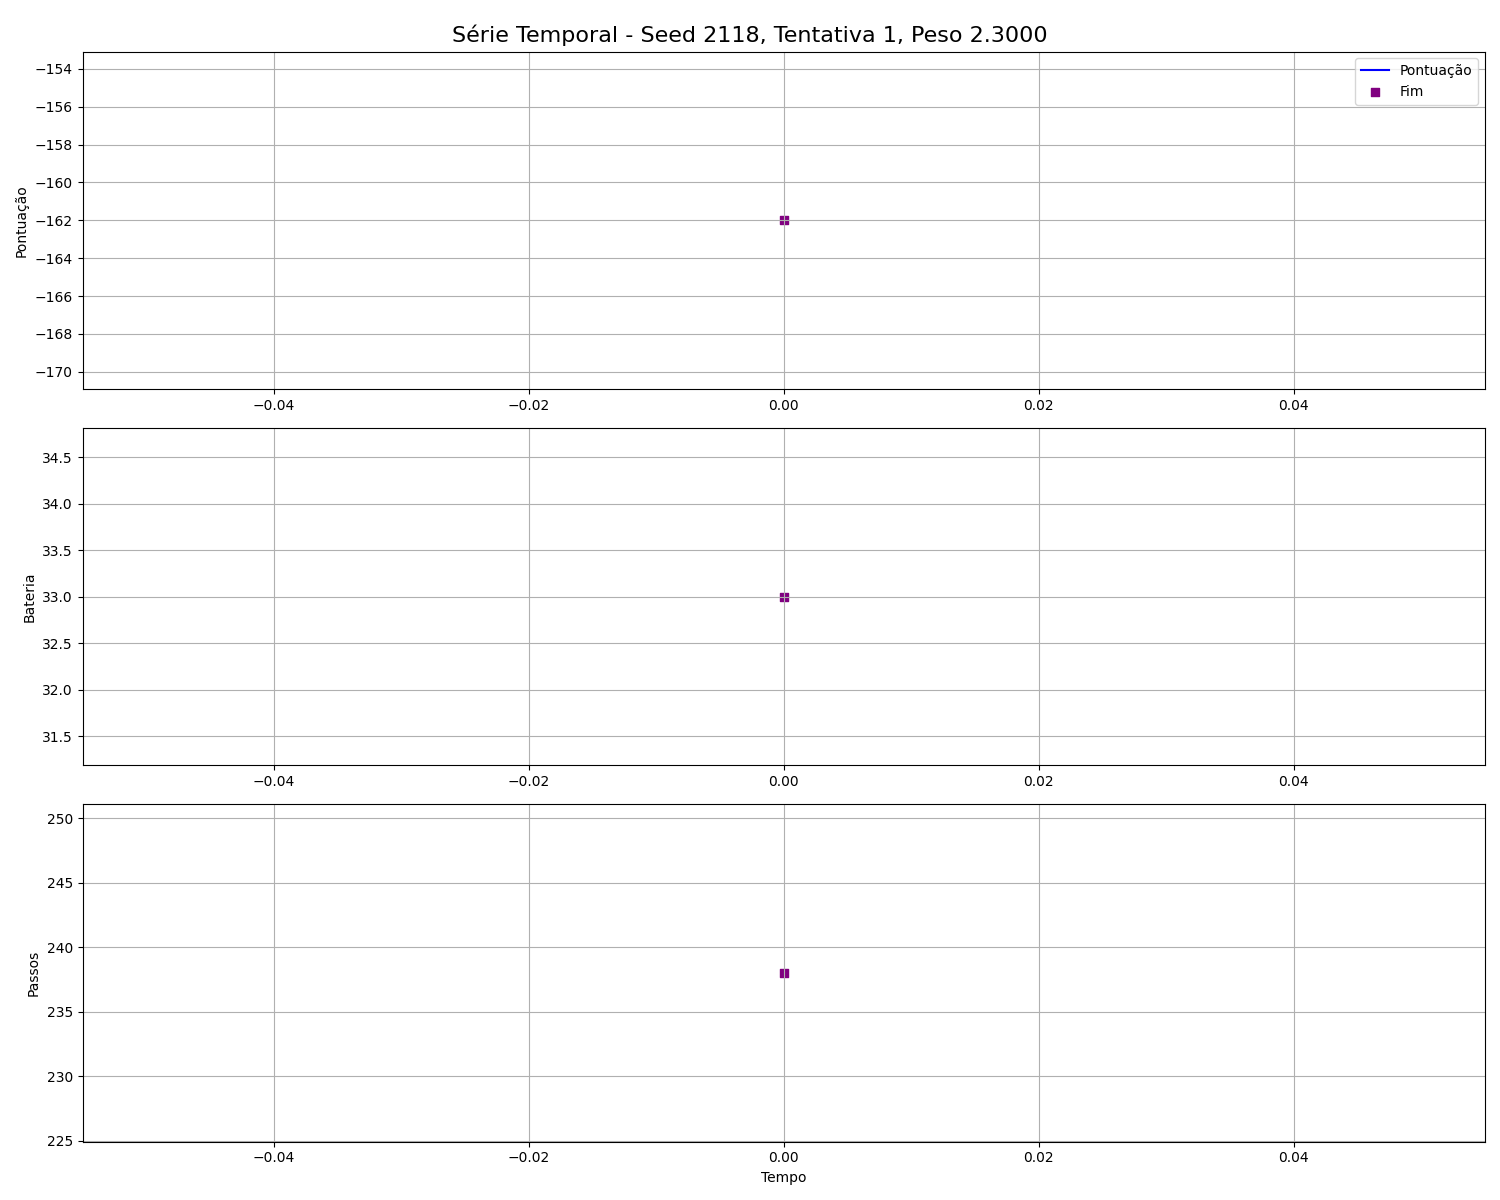 Série Temporal - Seed 2118, Tentativa 1, Peso 2.3000
Pontuação
Fim
−154
−156
−158
−160
−162
−164
−166
−168
−170
Pontuação
−0.04 −0.02 0.00 0.02 0.04
34.5
34.0
33.5
33.0
32.5
32.0
31.5
Bateria
−0.04 −0.02 0.00 0.02 0.04
250
245
240
235
230
225
Passos
−0.04 −0.02 0.00 0.02 0.04
Tempo